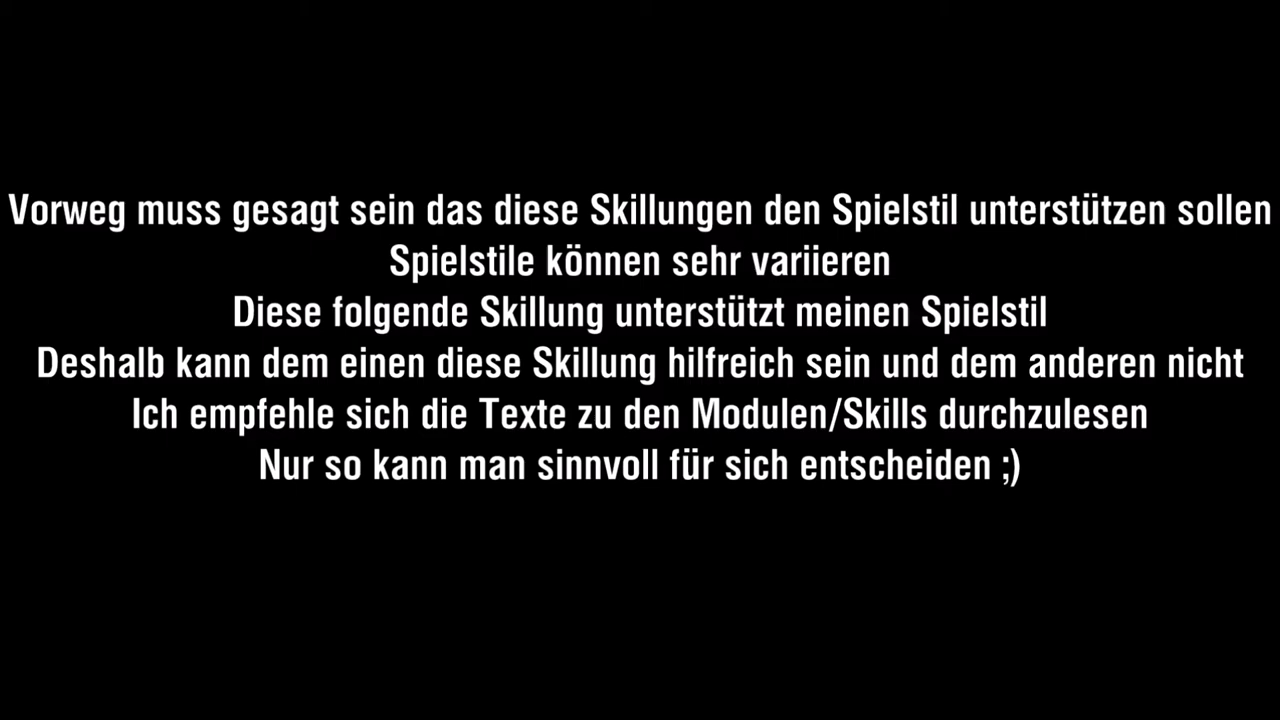 Vorweg muss gesagt sein das diese Skillungen den Spielstil unterstützen sollen
Spielstile können sehr variieren
Diese folgende Skillung unterstützt meinen Spielstil
Deshalb kann dem einen diese Skillung hilfreich sein und dem anderen nicht
Ich empfehle sich die Texte zu den Modulen/Skills durchzulesen
Nur so kann man sinnvoll für sich entscheiden ;)